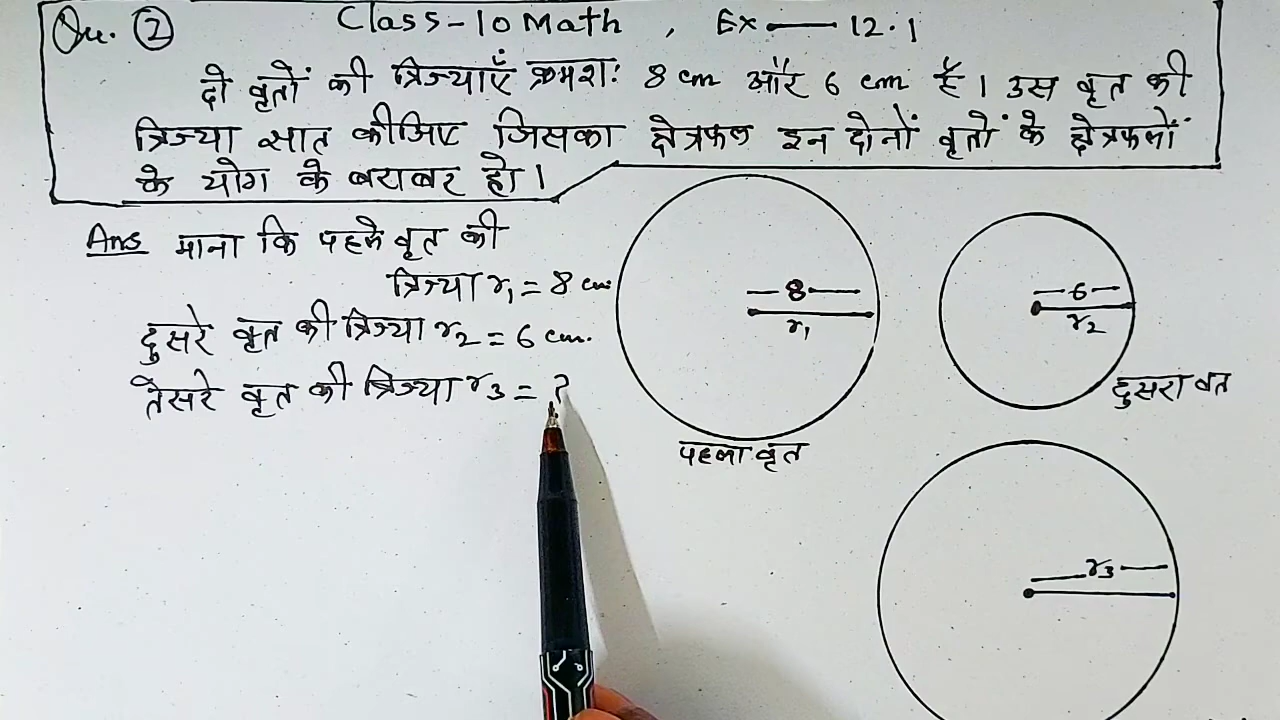 Qu. ② Class-10 Math , Ex — 12.1
दो वृतों की त्रिज्याएँ क्रमशः 8 cm और 6 cm हैं। उस वृत की
त्रिज्या सात कीजिए जिसका क्षेत्रफल इन दोनों वृतों के क्षेत्रफलों
के योग के बराबर हो।
Ans माना कि पहले वृत की
त्रिज्या r₁ = 8 cm
दुसरे वृत की त्रिज्या r₂ = 6 cm.
तेसरे वृत की त्रिज्या r₃ = ?
8
r₁
पहला वृत
6
r₂
दुसरा वत
r₃